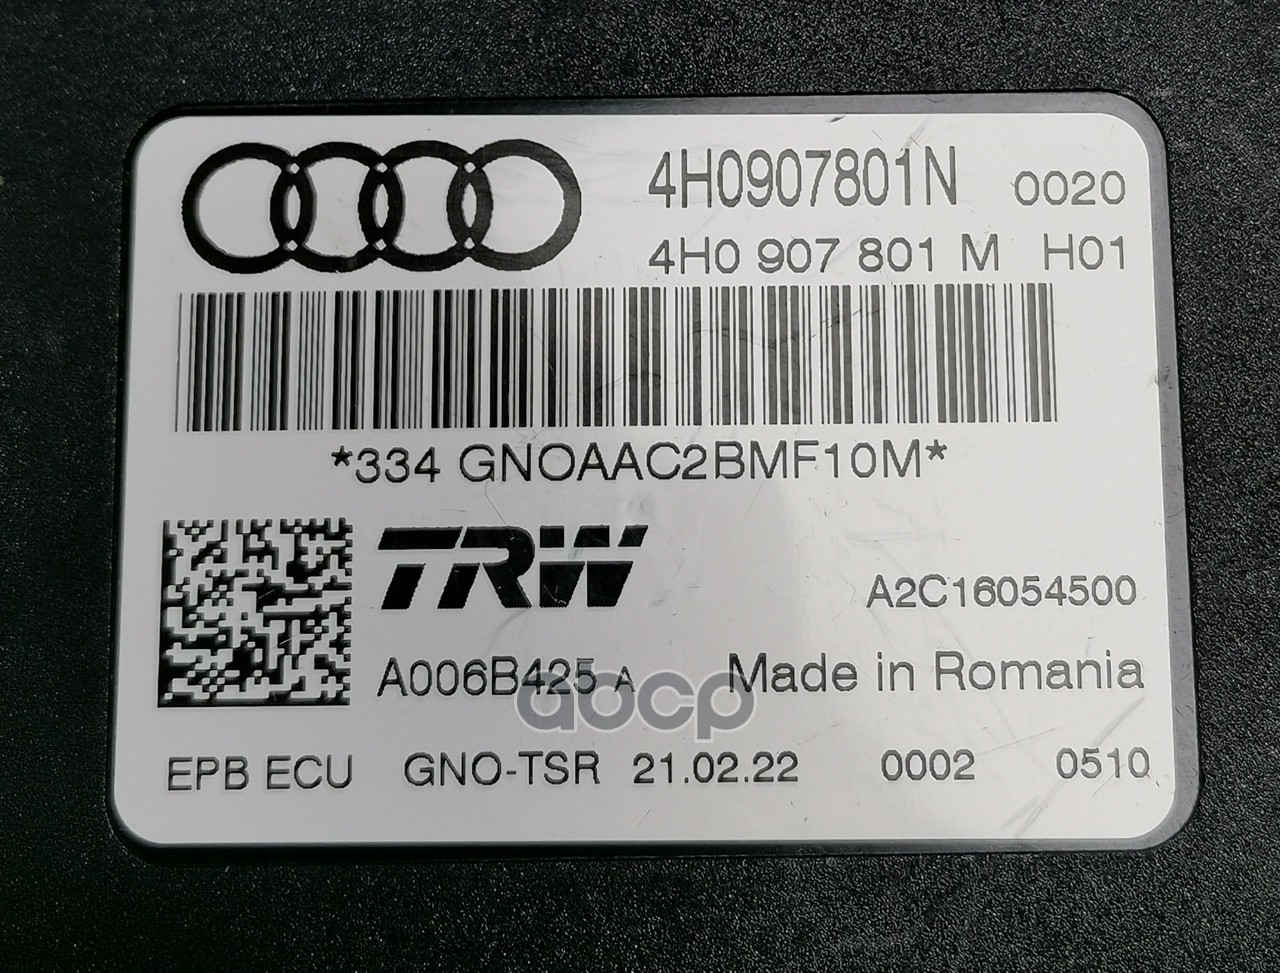 4H0907801N 0020
4H0 907 801 M H01
*334 GNOAAC2BMF10M*
TRW
A2C16054500
A006B425 A Made in Romania
docp
EPB ECU GNO-TSR 21.02.22 0002 0510